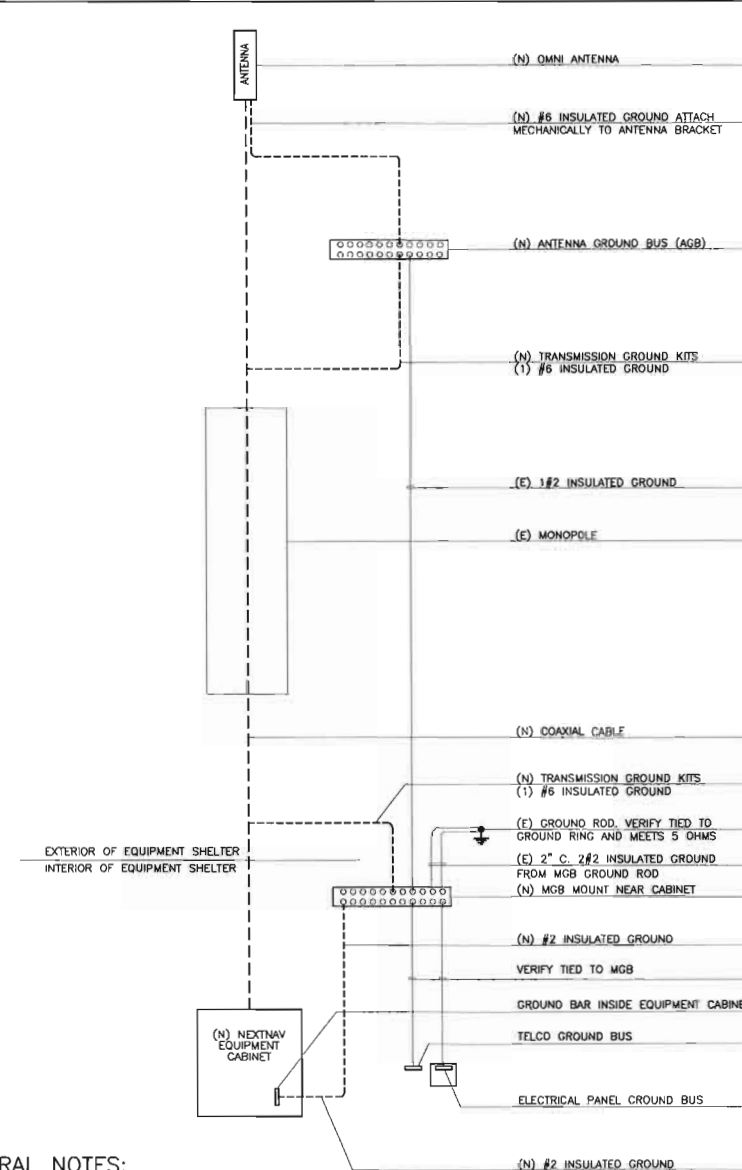 ANTENNA
(N) OMNI ANTENNA
(N) #6 INSULATED GROUND ATTACH
MECHANICALLY TO ANTENNA BRACKET
(N) ANTENNA GROUND BUS (AGB)
(N) TRANSMISSION GROUND KITS
(1) #6 INSULATED GROUND
(E) 1#2 INSULATED GROUND
(E) MONOPOLE
(N) COAXIAL CABLE
(N) TRANSMISSION GROUND KITS
(1) #6 INSULATED GROUND
(E) GROUND ROD. VERIFY TIED TO
GROUND RING AND MEETS 5 OHMS
EXTERIOR OF EQUIPMENT SHELTER
INTERIOR OF EQUIPMENT SHELTER
(E) 2" C. 2#2 INSULATED GROUND
FROM MGB GROUND ROD
(N) MGB MOUNT NEAR CABINET
(N) #2 INSULATED GROUND
VERIFY TIED TO MGB
GROUND BAR INSIDE EQUIPMENT CABINE
(N) NEXTNAV
EQUIPMENT
CABINET
TELCO GROUND BUS
ELECTRICAL PANEL GROUND BUS
(N) #2 INSULATED GROUND
RAL NOTES: